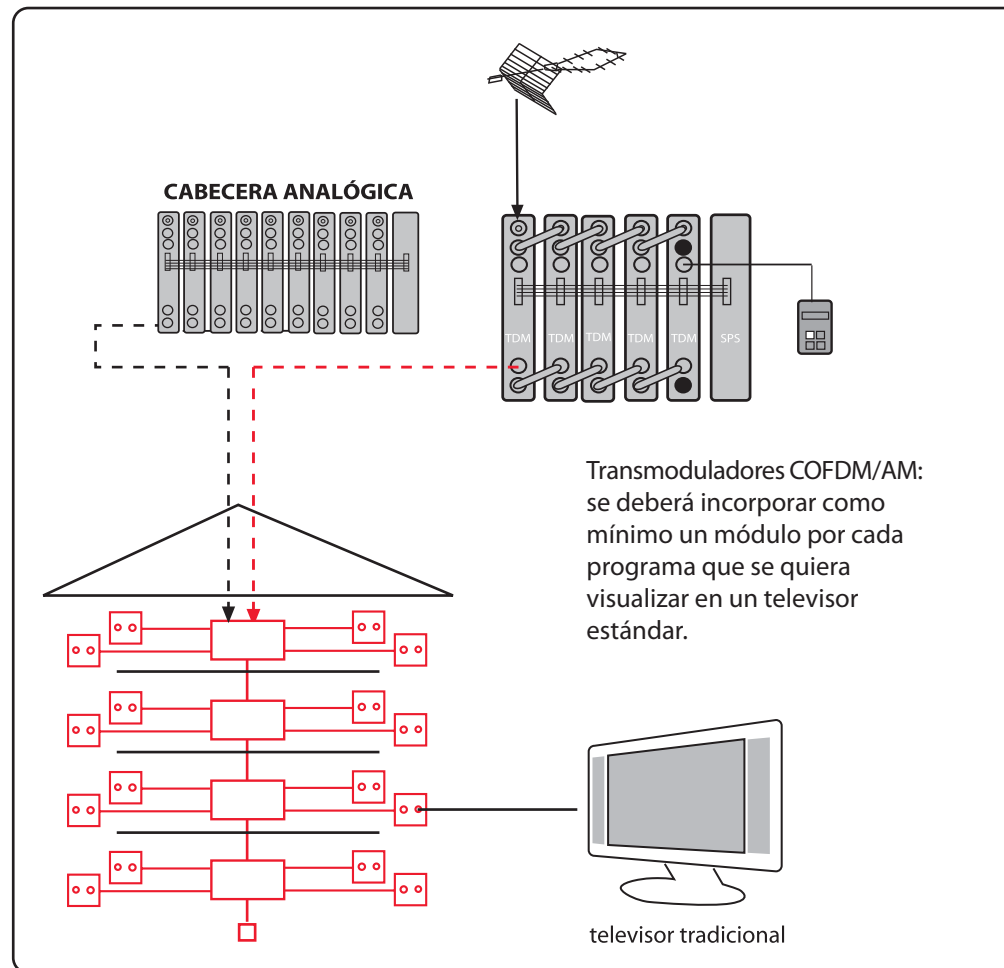 CABECERA ANALÓGICA
TDM TDM TDM TDM TDM SPS
Transmoduladores COFDM/AM:
se deberá incorporar como
mínimo un módulo por cada
programa que se quiera
visualizar en un televisor
estándar.
televisor tradicional